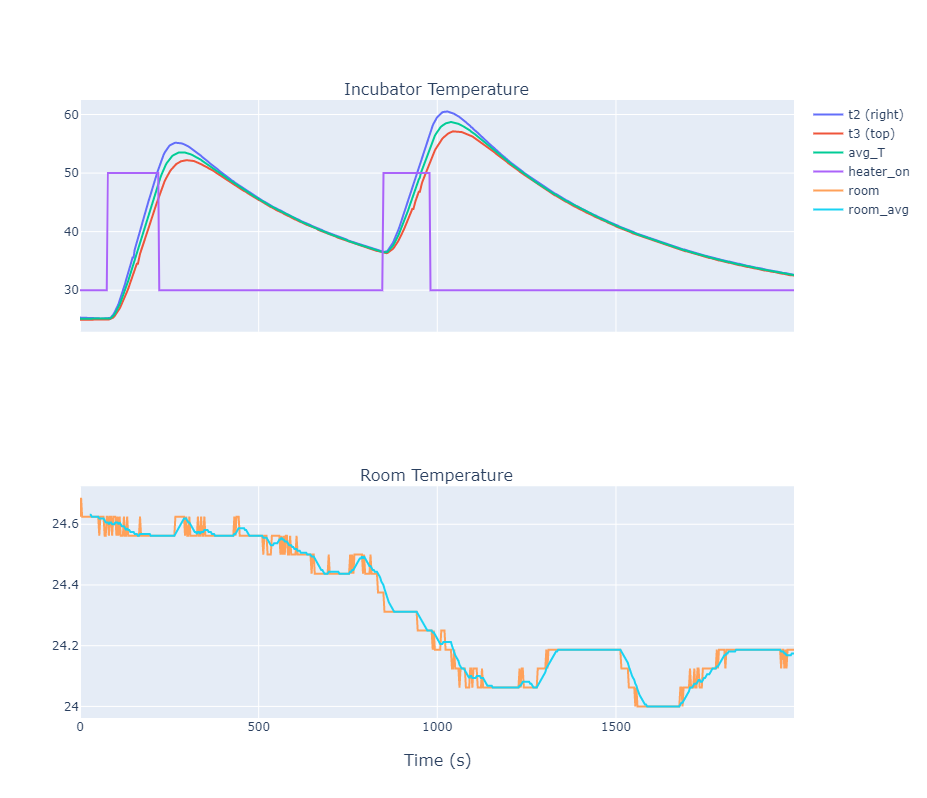 Incubator Temperature
60
50
40
30
t2 (right)
t3 (top)
avg_T
heater_on
room
room_avg
Room Temperature
24.6
24.4
24.2
24
0
500
1000
1500
Time (s)